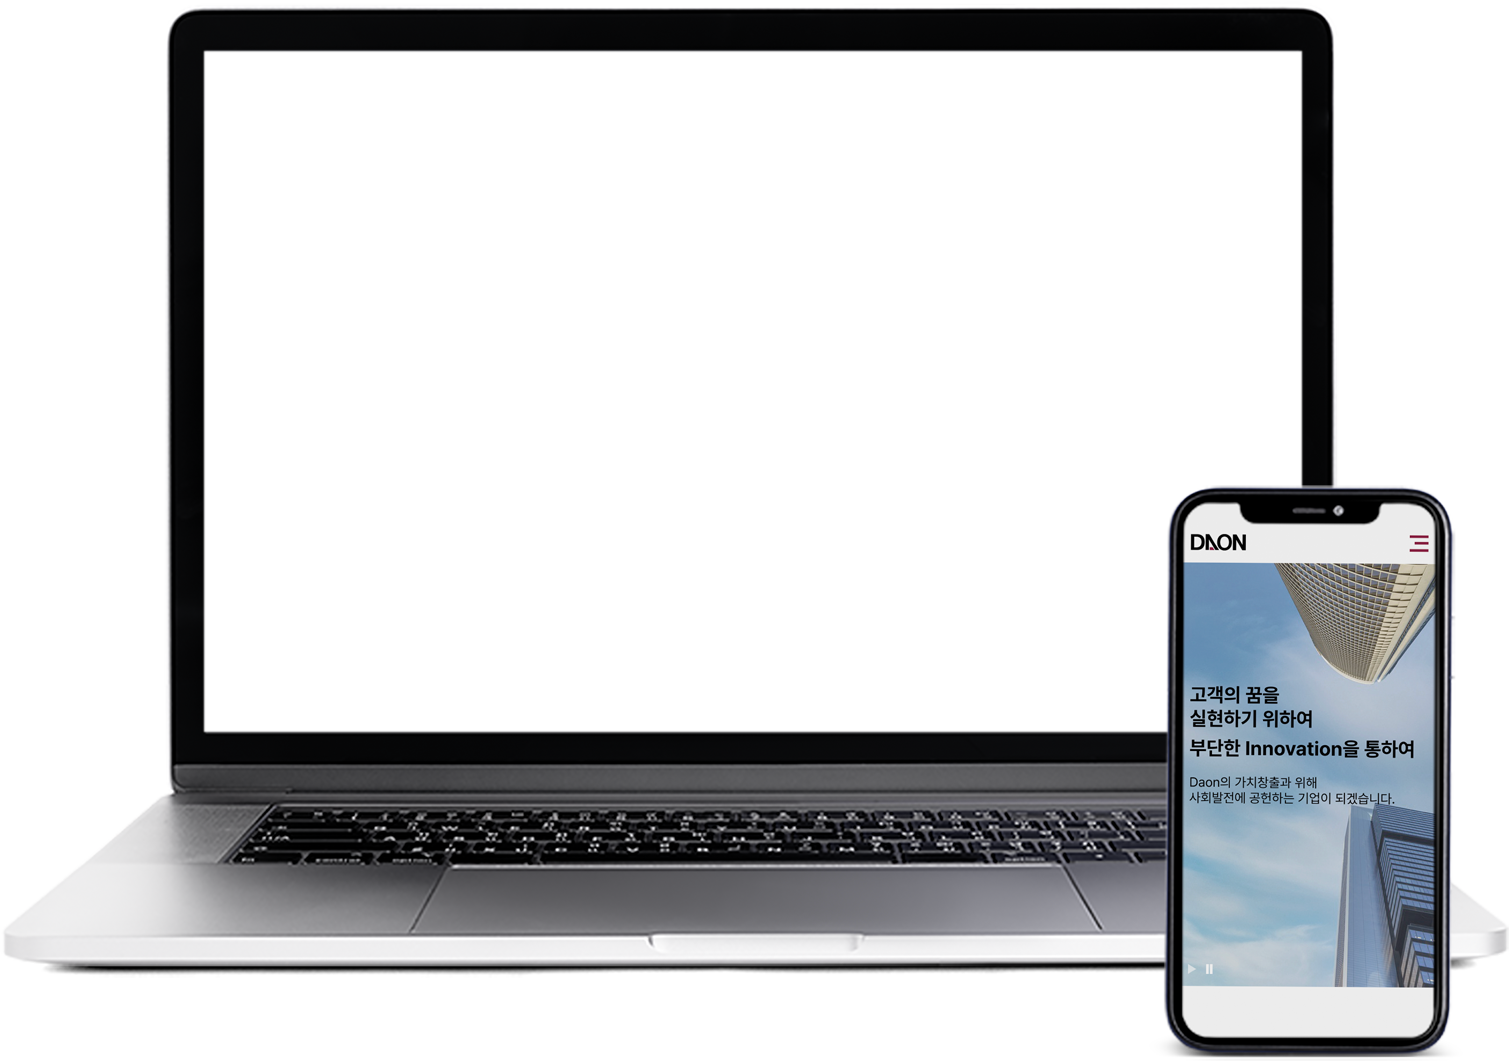 DAON
고객의 꿈을
실현하기 위하여
부단한 Innovation을 통하여
Daon의 가치창출과 위해
사회발전에 공헌하는 기업이 되겠습니다.